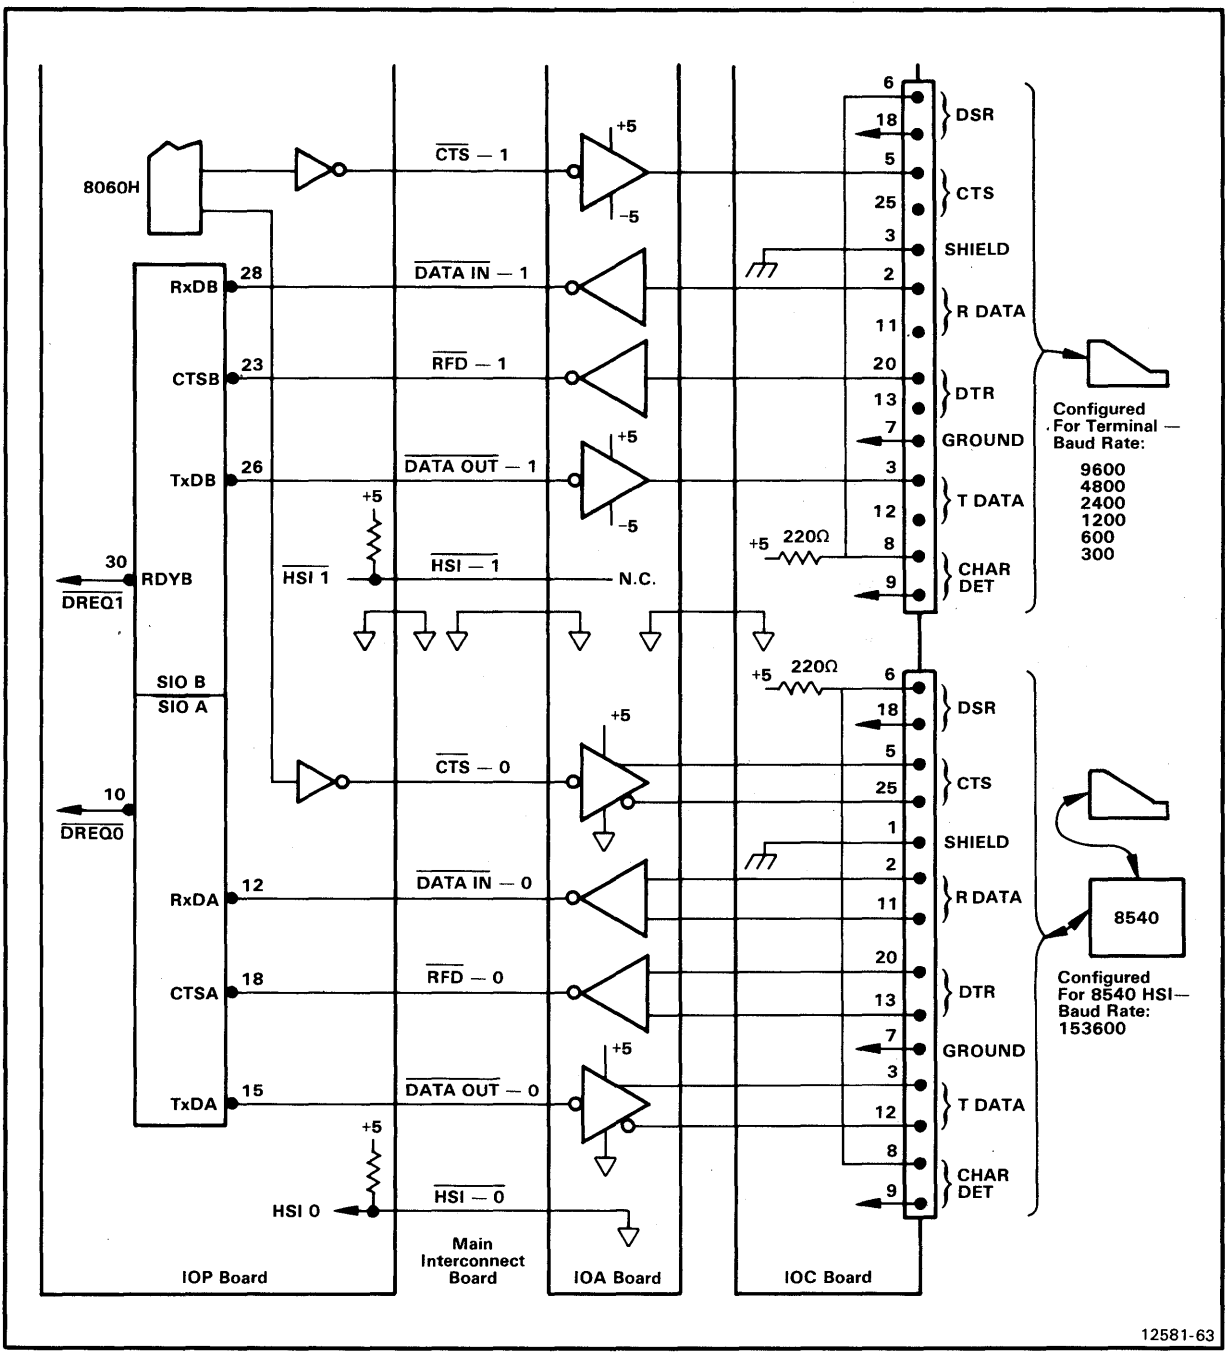 6
DSR
18
+5
CTS – 1
5
CTS
8060H
25
–5
3
SHIELD
DATA IN – 1
2
28
RxDB
R DATA
11
RFD – 1
20
23
CTSB
DTR
13
Configured
For Terminal —
Baud Rate:
9600
4800
2400
1200
600
300
7
GROUND
+5
DATA OUT – 1
3
26
TxDB
T DATA
+5
12
–5
220Ω
+5
8
30
RDYB
HSI 1
HSI – 1
N.C.
CHAR
DET
DREQ1
9
SIO B
SIO A
220Ω
+5
6
DSR
18
+5
CTS – 0
5
CTS
25
10
DREQ0
1
SHIELD
DATA IN – 0
2
12
RxDA
R DATA
11
8540
RFD – 0
20
18
CTSA
DTR
13
Configured
For 8540 HSI—
Baud Rate:
153600
7
GROUND
+5
DATA OUT – 0
3
15
TxDA
T DATA
12
+5
8
CHAR
DET
HSI – 0
9
HSI 0
Main
Interconnect
Board
IOP Board
IOA Board
IOC Board
12581-63